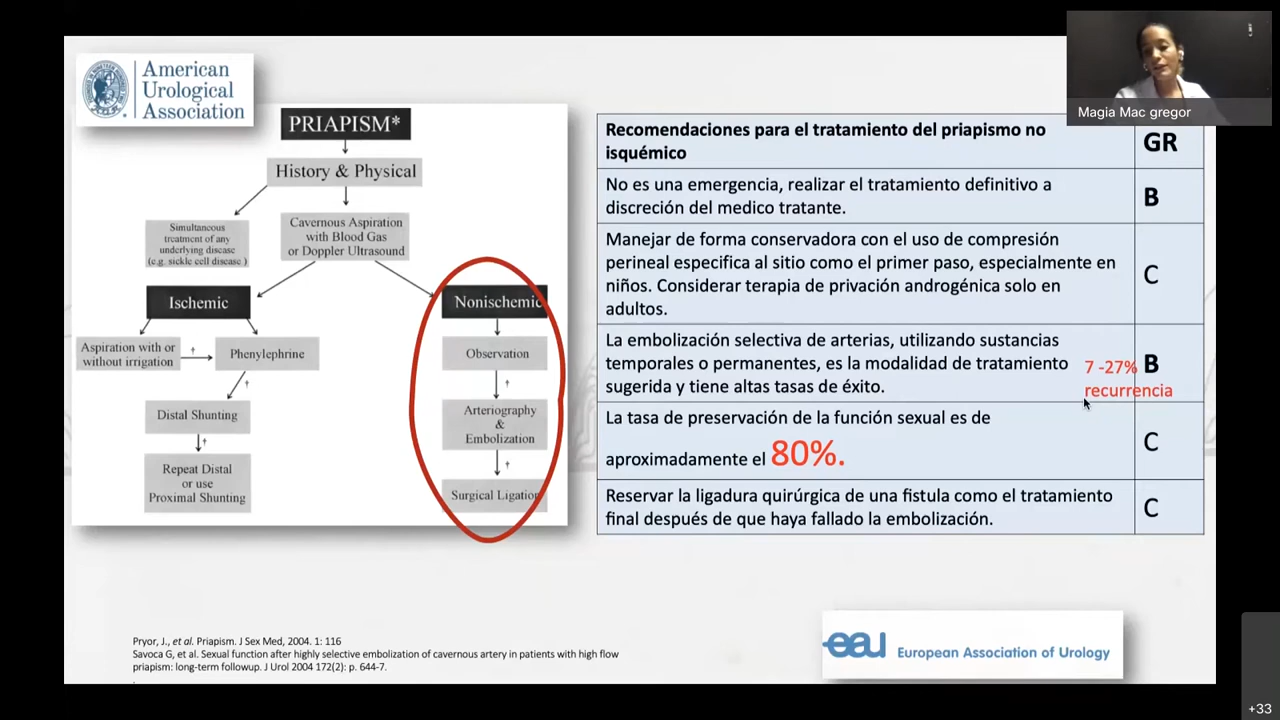 American
Urological
Association
PRIAPISM*
History & Physical
Simultaneous
treatment of any
underlying disease
(e.g. sickle cell disease )
Cavernous Aspiration
with Blood Gas
or Doppler Ultrasound
Ischemic
Nonischemic
Aspiration with or
without irrigation
†
Phenylephrine
†
Distal Shunting
†
Repeat Distal
or use
Proximal Shunting
Observation
†
Arteriography
&
Embolization
†
Surgical Ligation
Magia Mac gregor
Recomendaciones para el tratamiento del priapismo no
isquémico
GR
No es una emergencia, realizar el tratamiento definitivo a
discreción del medico tratante.
B
Manejar de forma conservadora con el uso de compresión
perineal especifica al sitio como el primer paso, especialmente en
niños. Considerar terapia de privación androgénica solo en
adultos.
C
La embolización selectiva de arterias, utilizando sustancias
temporales o permanentes, es la modalidad de tratamiento
sugerida y tiene altas tasas de éxito.
7 -27%
recurrencia
B
La tasa de preservación de la función sexual es de
aproximadamente el 80%.
C
Reservar la ligadura quirúrgica de una fistula como el tratamiento
final después de que haya fallado la embolización.
C
Pryor, J., et al. Priapism. J Sex Med, 2004. 1: 116
Savoca G, et al. Sexual function after highly selective embolization of cavernous artery in patients with high flow
priapism: long-term followup. J Urol 2004 172(2): p. 644-7.
.
eau European Association of Urology
+33